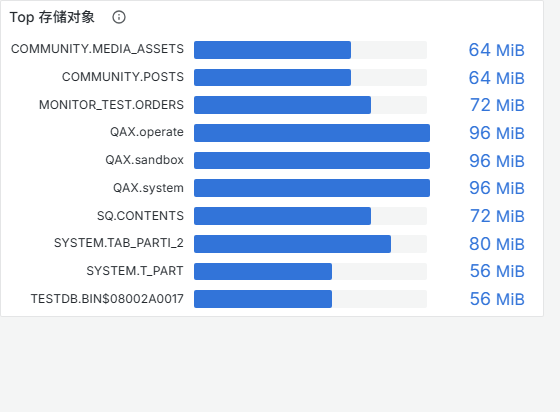 Top 存储对象
COMMUNITY.MEDIA_ASSETS 64 MiB
COMMUNITY.POSTS 64 MiB
MONITOR_TEST.ORDERS 72 MiB
QAX.operate 96 MiB
QAX.sandbox 96 MiB
QAX.system 96 MiB
SQ.CONTENTS 72 MiB
SYSTEM.TAB_PARTI_2 80 MiB
SYSTEM.T_PART 56 MiB
TESTDB.BIN$08002A0017 56 MiB